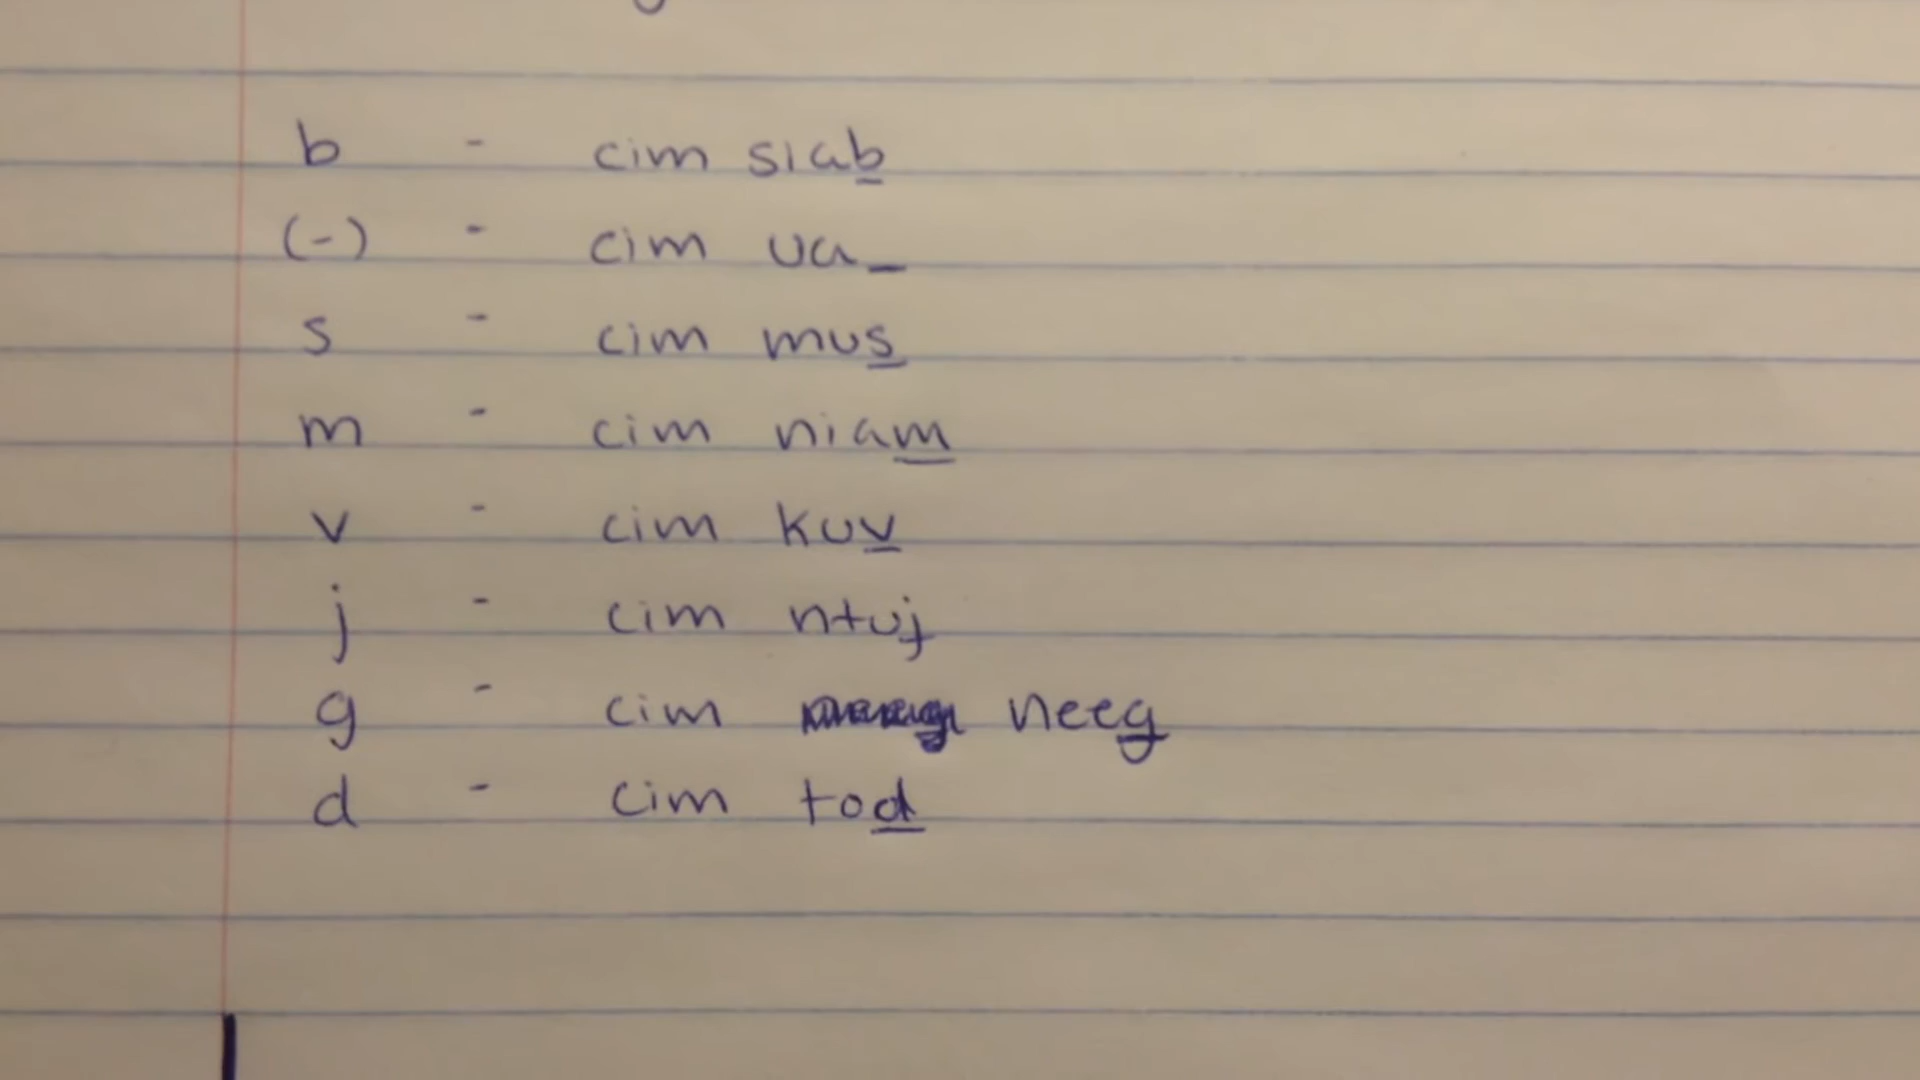 b - cim siab
(-) - cim ua_
s - cim mus
m - cim niam
v - cim kuv
j - cim ntuj
g - cim neeg
d - cim tod